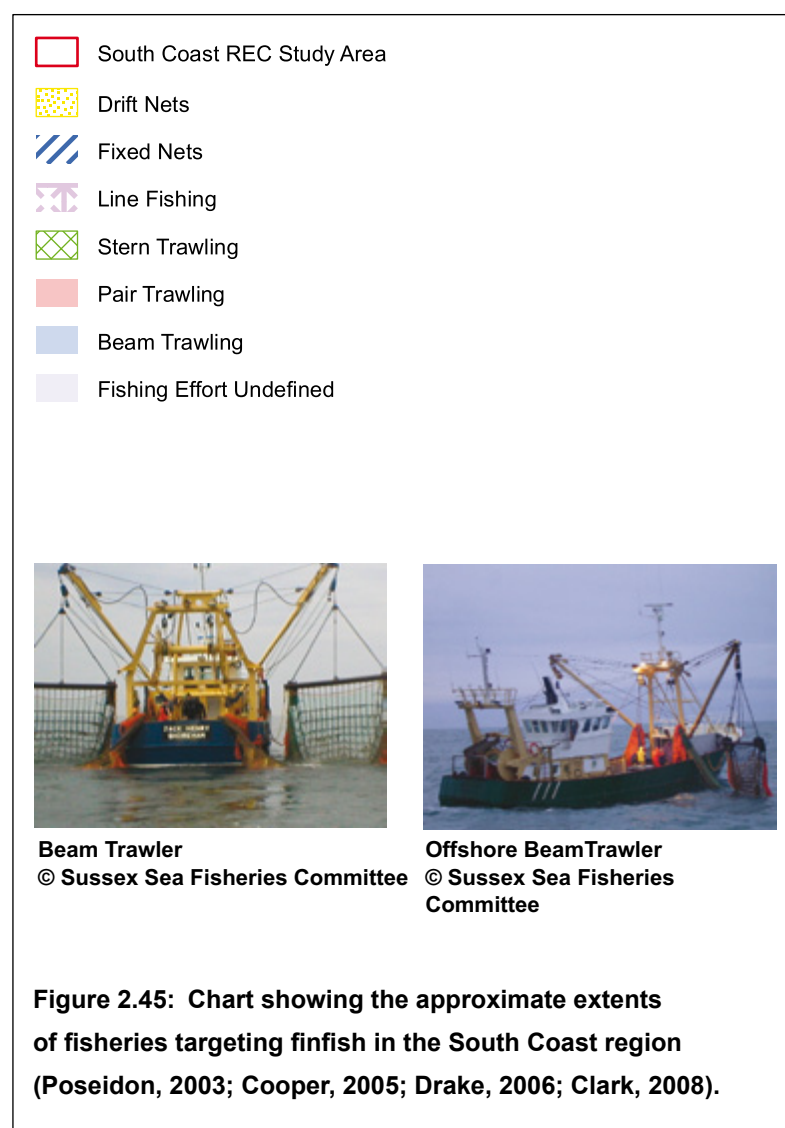 South Coast REC Study Area
Drift Nets
Fixed Nets
Line Fishing
Stern Trawling
Pair Trawling
Beam Trawling
Fishing Effort Undefined
ZACK HENRY
SHOREHAM
Beam Trawler
© Sussex Sea Fisheries Committee
Offshore BeamTrawler
© Sussex Sea Fisheries
Committee
Figure 2.45: Chart showing the approximate extents
of fisheries targeting finfish in the South Coast region
(Poseidon, 2003; Cooper, 2005; Drake, 2006; Clark, 2008).